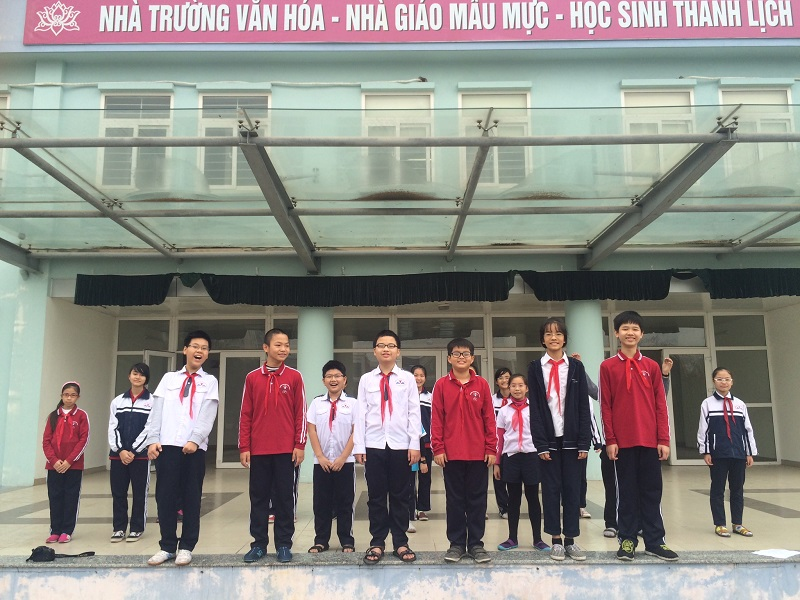 NHÀ TRƯỜNG VĂN HÓA - NHÀ GIÁO MẪU MỰC - HỌC SINH THANH LỊCH